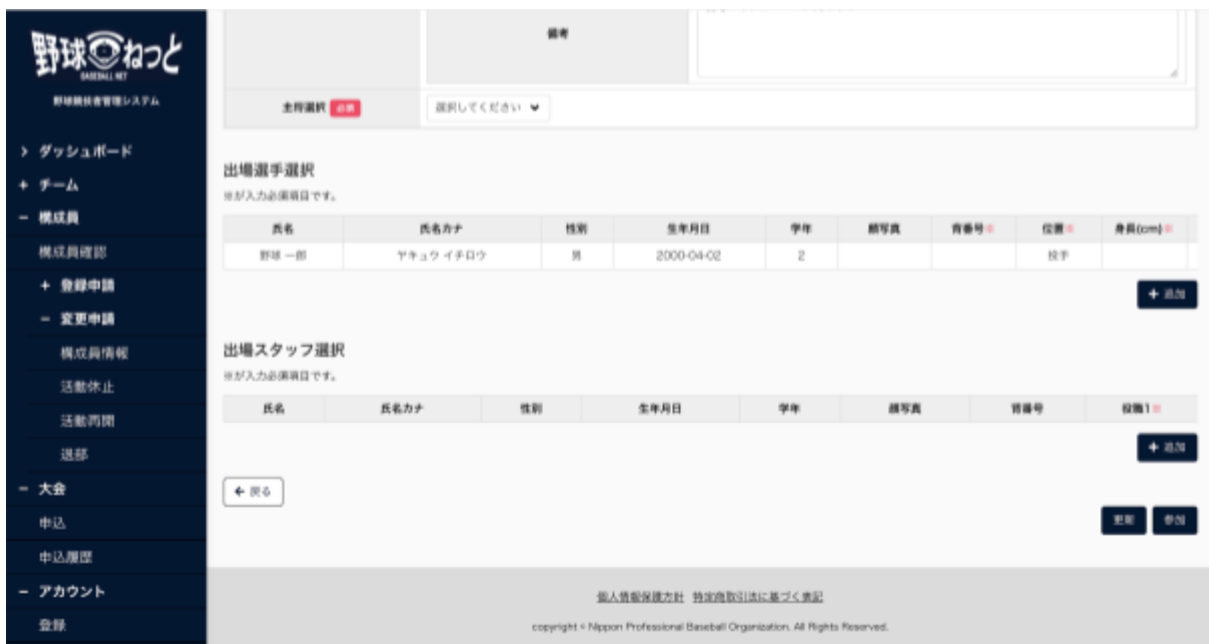 野球ねっと
BASEBALL NET
野球競技者管理システム
> ダッシュボード
+ チーム
− 構成員
構成員確認
+ 登録申請
− 変更申請
構成員情報
活動休止
活動再開
退部
− 大会
申込
申込履歴
− アカウント
登録
備考
主将選択 必須
選択してください
出場選手選択
※が入力必須項目です。
氏名 氏名カナ 性別 生年月日 学年 顔写真 背番号※ 位置※ 身長(cm)※
野球 一郎 ヤキュウ イチロウ 男 2000-04-02 2 投手
+ 追加
出場スタッフ選択
※が入力必須項目です。
氏名 氏名カナ 性別 生年月日 学年 顔写真 背番号 役職1※
+ 追加
← 戻る
更新 参加
個人情報保護方針 特定商取引法に基づく表記
copyright © Nippon Professional Baseball Organization. All Rights Reserved.